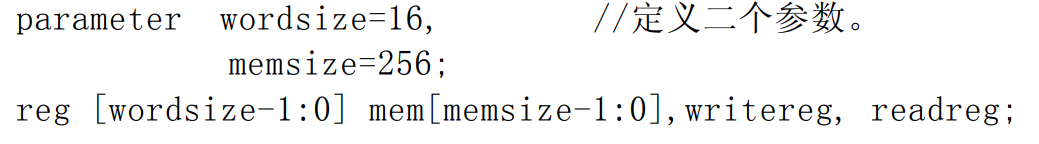 parameter  wordsize=16,          //定义二个参数。
memsize=256;
reg [wordsize-1:0] mem[memsize-1:0],writereg, readreg;